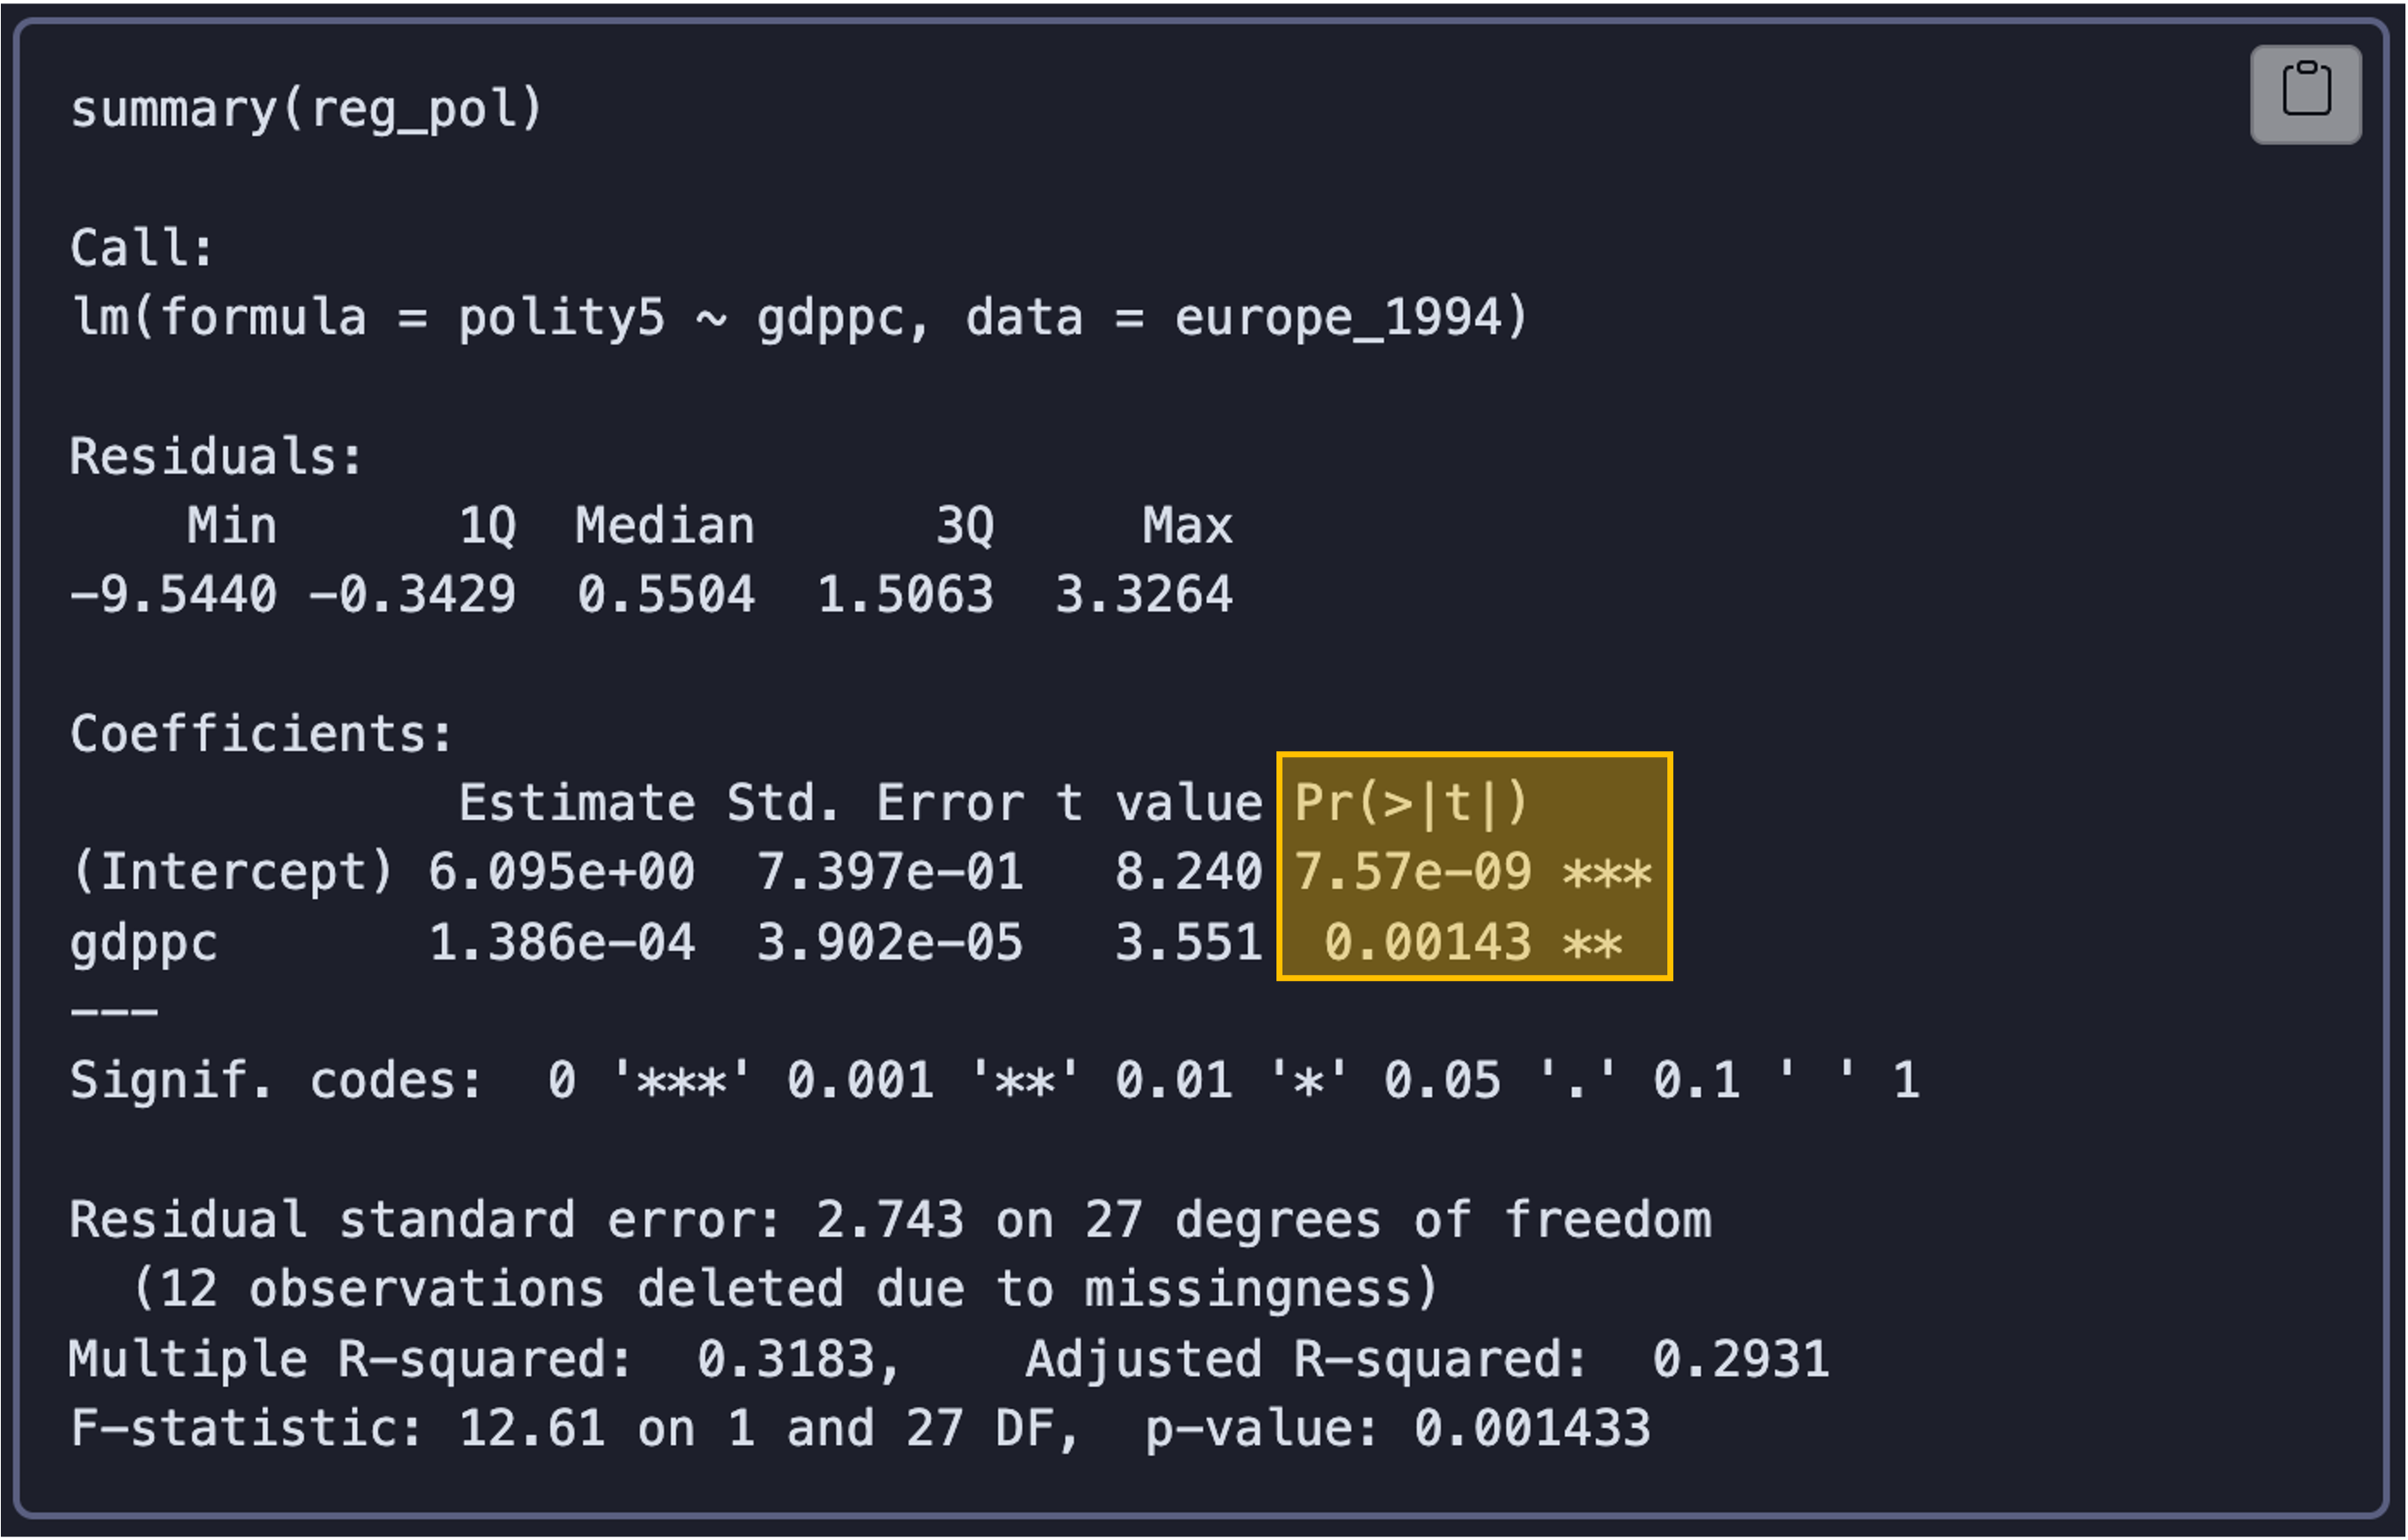 summary(reg_pol)
Call:
lm(formula = polity5 ~ gdppc, data = europe_1994)
Residuals:
    Min      1Q  Median      3Q     Max
-9.5440 -0.3429  0.5504  1.5063  3.3264
Coefficients:
             Estimate Std. Error t value Pr(>|t|)
(Intercept) 6.095e+00  7.397e-01   8.240 7.57e-09 ***
gdppc       1.386e-04  3.902e-05   3.551  0.00143 **
---
Signif. codes:  0 '***' 0.001 '**' 0.01 '*' 0.05 '.' 0.1 ' ' 1
Residual standard error: 2.743 on 27 degrees of freedom
  (12 observations deleted due to missingness)
Multiple R-squared:  0.3183,    Adjusted R-squared:  0.2931
F-statistic: 12.61 on 1 and 27 DF,  p-value: 0.001433